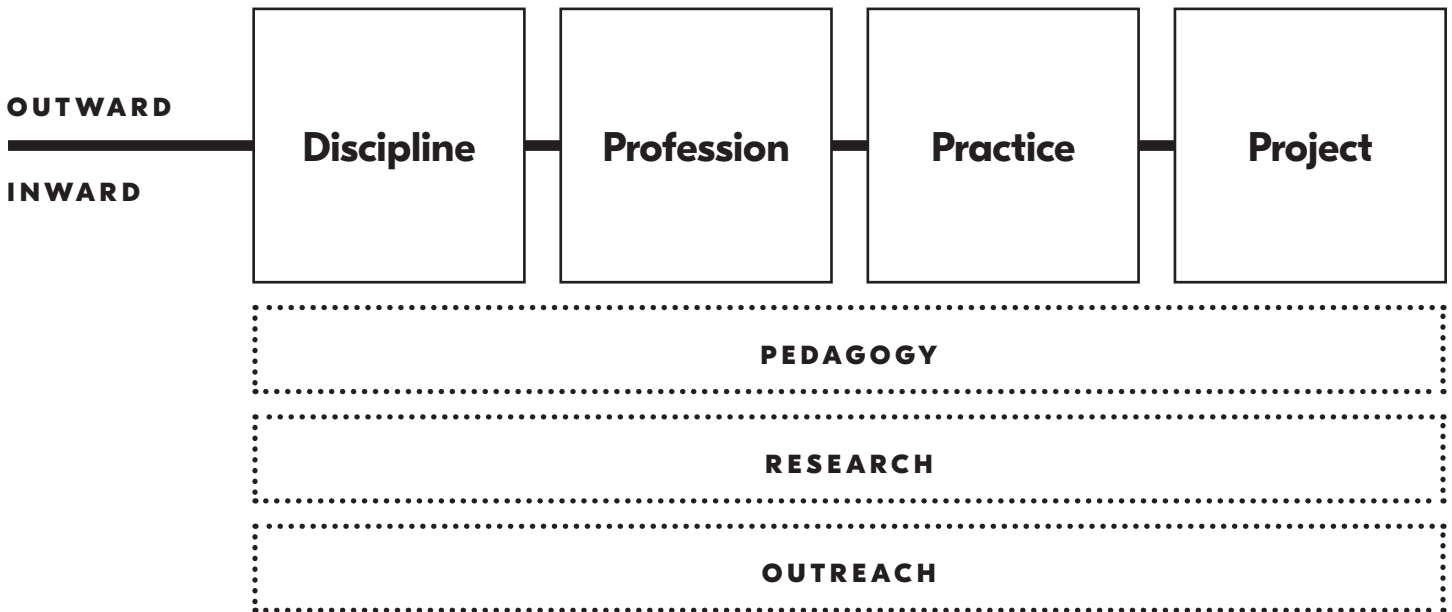 OUTWARD
INWARD
Discipline
Profession
Practice
Project
PEDAGOGY
RESEARCH
OUTREACH